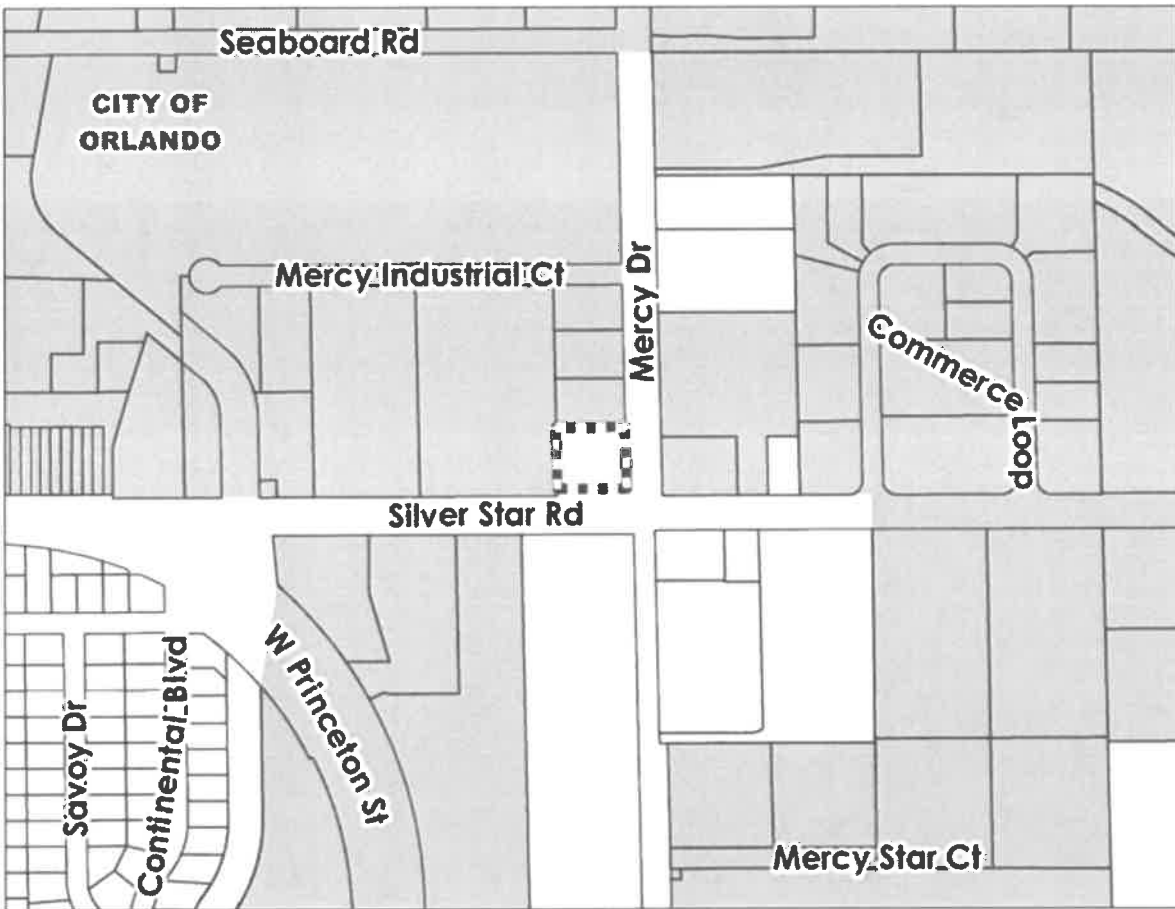 Seaboard Rd
CITY OF
ORLANDO
Mercy Industrial Ct
Mercy Dr
Commerce Loop
Silver Star Rd
W Princeton St
Savoy Dr
Continental Blvd
Mercy Star Ct